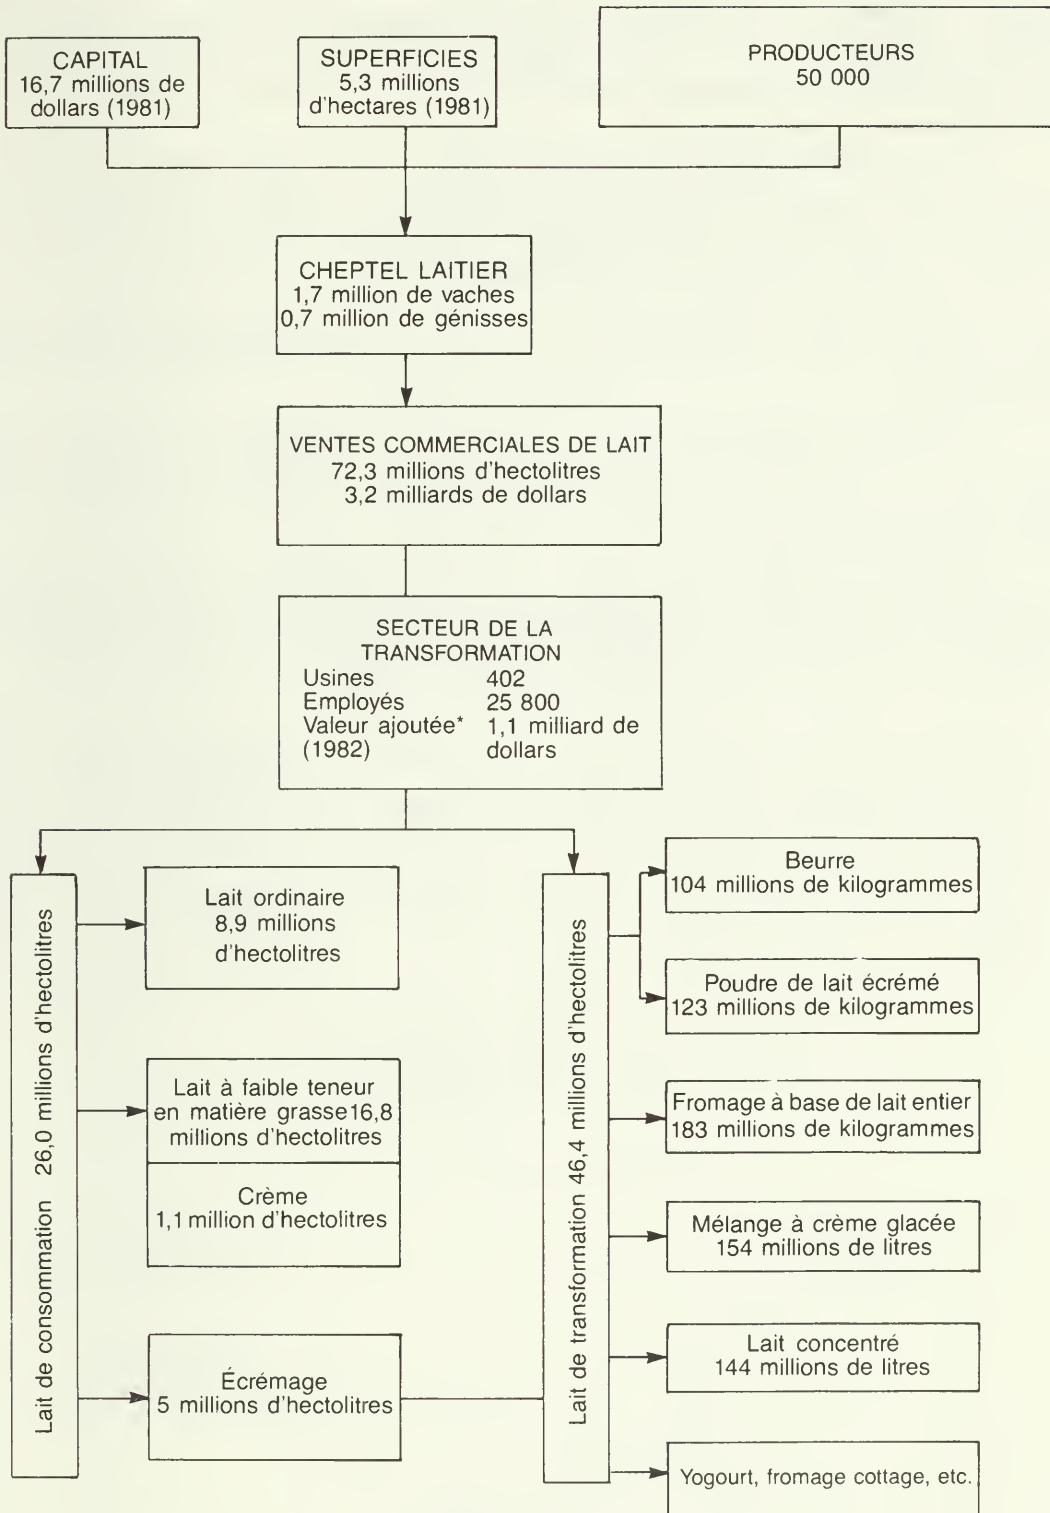 CAPITAL
16,7 millions de
dollars (1981)
SUPERFICIES
5,3 millions
d'hectares (1981)
PRODUCTEURS
50 000
CHEPTEL LAITIER
1,7 million de vaches
0,7 million de génisses
VENTES COMMERCIALES DE LAIT
72,3 millions d'hectolitres
3,2 milliards de dollars
SECTEUR DE LA
TRANSFORMATION
Usines 402
Employés 25 800
Valeur ajoutée* 1,1 milliard de
(1982) dollars
Lait de consommation 26,0 millions d'hectolitres
Lait ordinaire
8,9 millions
d'hectolitres
Lait à faible teneur
en matière grasse16,8
millions d'hectolitres
Crème
1,1 million d'hectolitres
Écrémage
5 millions d'hectolitres
Lait de transformation 46,4 millions d'hectolitres
Beurre
104 millions de kilogrammes
Poudre de lait écrémé
123 millions de kilogrammes
Fromage à base de lait entier
183 millions de kilogrammes
Mélange à crème glacée
154 millions de litres
Lait concentré
144 millions de litres
Yogourt, fromage cottage, etc.